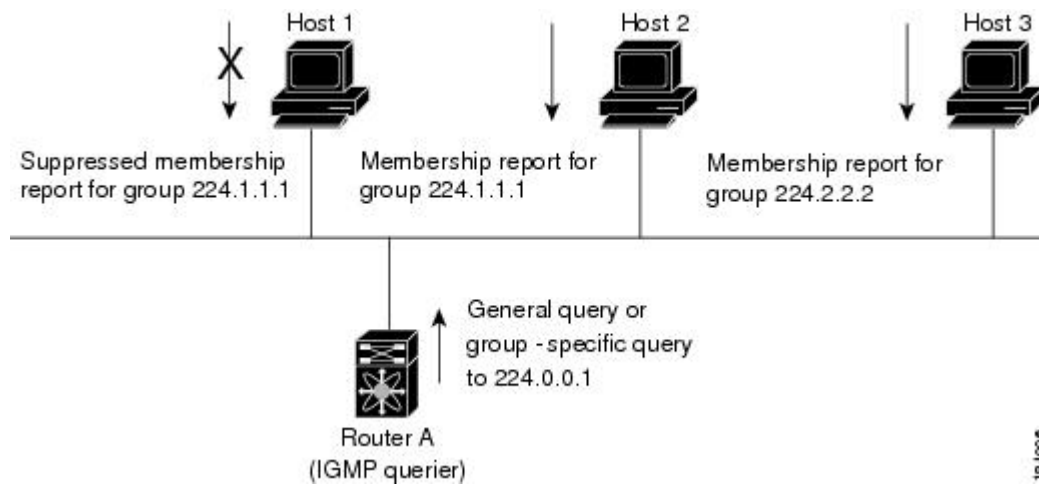 Host 1
Host 2
Host 3
X
Suppressed membership
report for group 224.1.1.1
Membership report for
group 224.1.1.1
Membership report for
group 224.2.2.2
General query or
group - specific query
to 224.0.0.1
Router A
(IGMP querier)